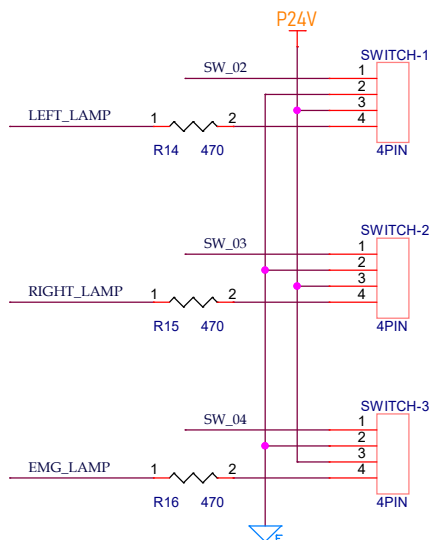 P24V
SWITCH-1
SW_02 1
2
3
LEFT_LAMP 1 2 4
R14 470 4PIN
SWITCH-2
SW_03 1
2
3
RIGHT_LAMP 1 2 4
R15 470 4PIN
SWITCH-3
SW_04 1
2
3
EMG_LAMP 1 2 4
R16 470 4PIN